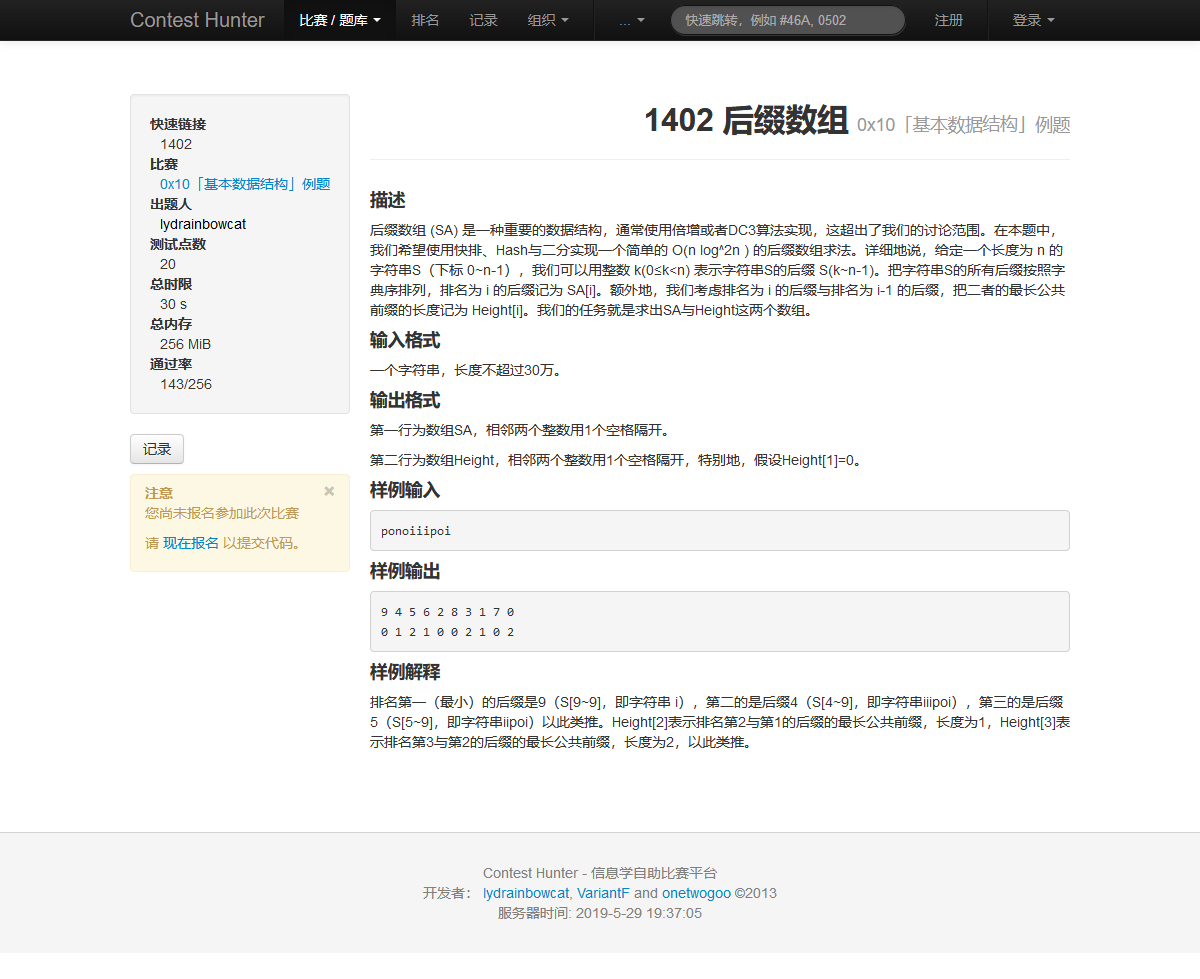 Contest Hunter 比赛 / 题库 排名 记录 组织 ... 快速跳转，例如 #46A, 0502 注册 登录
快速链接
1402
比赛
0x10「基本数据结构」例题
出题人
lydrainbowcat
测试点数
20
总时限
30 s
总内存
256 MiB
通过率
143/256
记录
注意 ×
您尚未报名参加此次比赛
请 现在报名 以提交代码。
1402 后缀数组 0x10「基本数据结构」例题
描述
后缀数组 (SA) 是一种重要的数据结构，通常使用倍增或者DC3算法实现，这超出了我们的讨论范围。在本题中，
我们希望使用快排、Hash与二分实现一个简单的 O(n log^2n ) 的后缀数组求法。详细地说，给定一个长度为 n 的
字符串S（下标 0~n-1），我们可以用整数 k(0≤k<n) 表示字符串S的后缀 S(k~n-1)。把字符串S的所有后缀按照字
典序排列，排名为 i 的后缀记为 SA[i]。额外地，我们考虑排名为 i 的后缀与排名为 i-1 的后缀，把二者的最长公共
前缀的长度记为 Height[i]。我们的任务就是求出SA与Height这两个数组。
输入格式
一个字符串，长度不超过30万。
输出格式
第一行为数组SA，相邻两个整数用1个空格隔开。
第二行为数组Height，相邻两个整数用1个空格隔开，特别地，假设Height[1]=0。
样例输入
ponoiiipoi
样例输出
9 4 5 6 2 8 3 1 7 0
0 1 2 1 0 0 2 1 0 2
样例解释
排名第一（最小）的后缀是9（S[9~9]，即字符串 i），第二的是后缀4（S[4~9]，即字符串iiipoi），第三的是后缀
5（S[5~9]，即字符串iipoi）以此类推。Height[2]表示排名第2与第1的后缀的最长公共前缀，长度为1，Height[3]表
示排名第3与第2的后缀的最长公共前缀，长度为2，以此类推。
Contest Hunter - 信息学自助比赛平台
开发者： lydrainbowcat, VariantF and onetwogoo ©2013
服务器时间: 2019-5-29 19:37:05